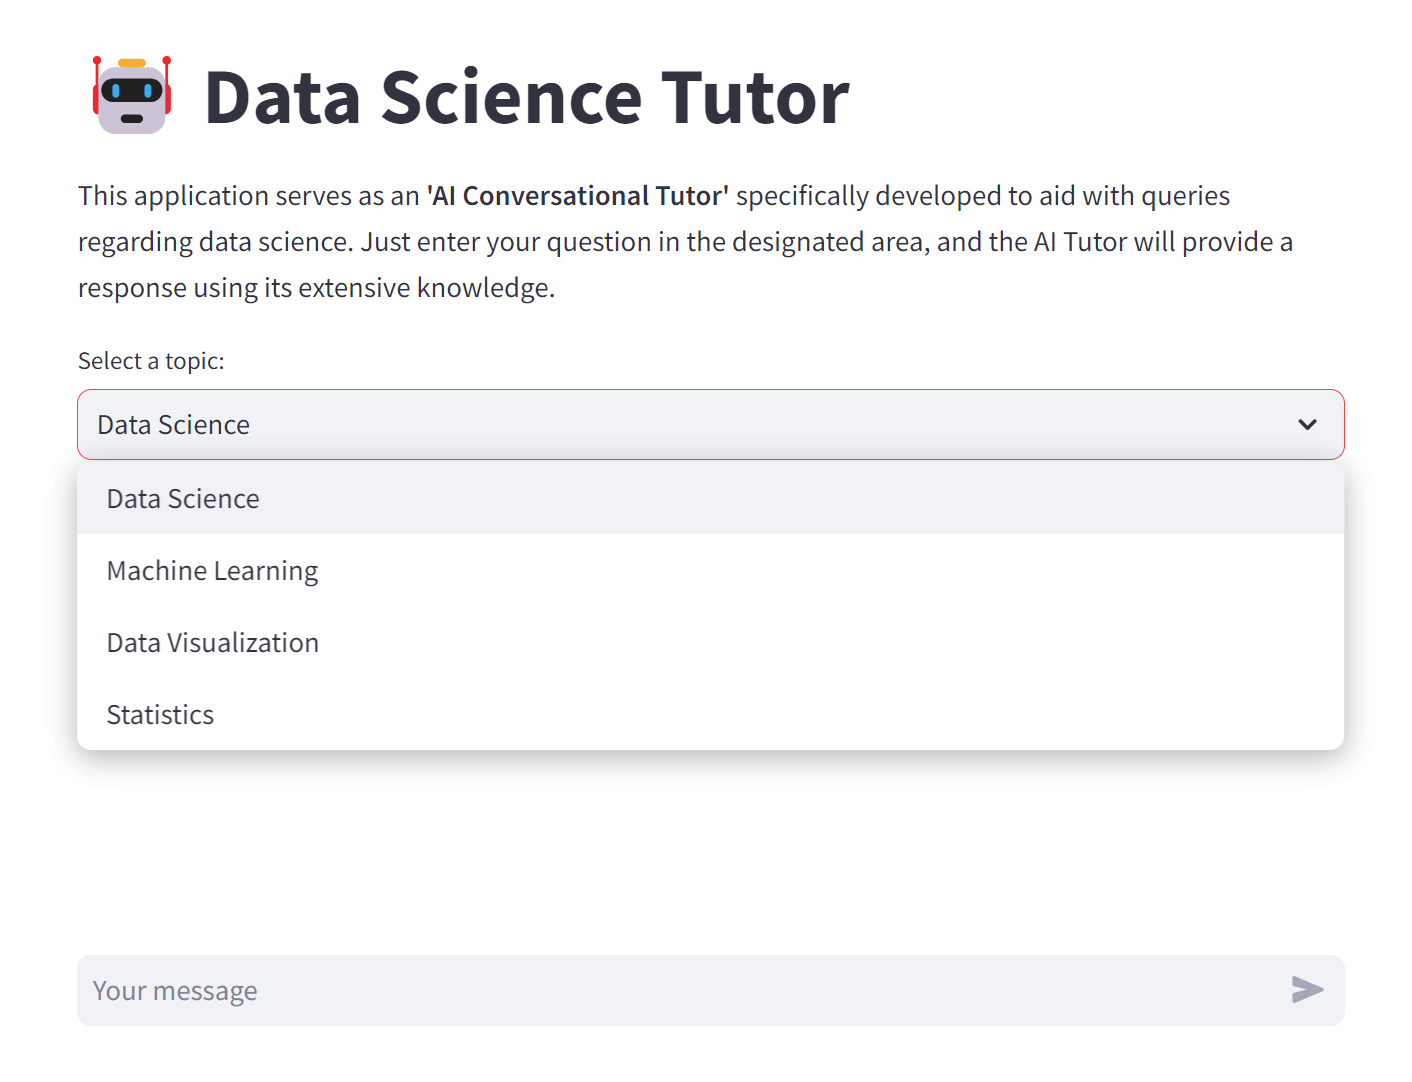 Data Science Tutor
This application serves as an 'AI Conversational Tutor' specifically developed to aid with queries
regarding data science. Just enter your question in the designated area, and the AI Tutor will provide a
response using its extensive knowledge.
Select a topic:
Data Science
Data Science
Machine Learning
Data Visualization
Statistics
Your message